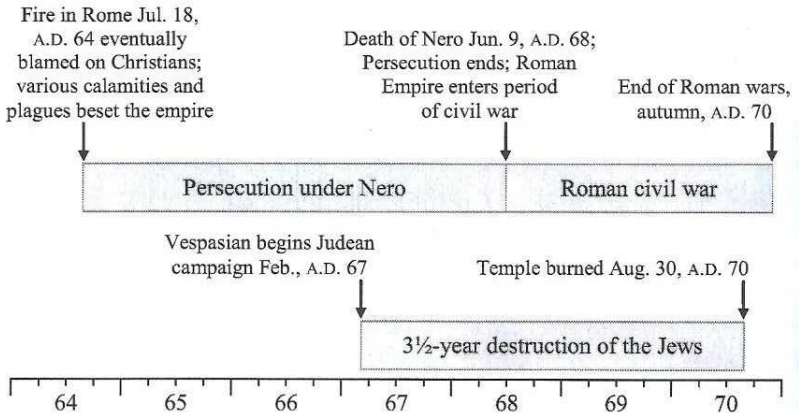 Fire in Rome Jul. 18,
A.D. 64 eventually
blamed on Christians;
various calamities and
plagues beset the empire
Death of Nero Jun. 9, A.D. 68;
Persecution ends; Roman
Empire enters period
of civil war
End of Roman wars,
autumn, A.D. 70
Persecution under Nero
Roman civil war
Vespasian begins Judean
campaign Feb., A.D. 67
Temple burned Aug. 30, A.D. 70
3½-year destruction of the Jews
64 65 66 67 68 69 70